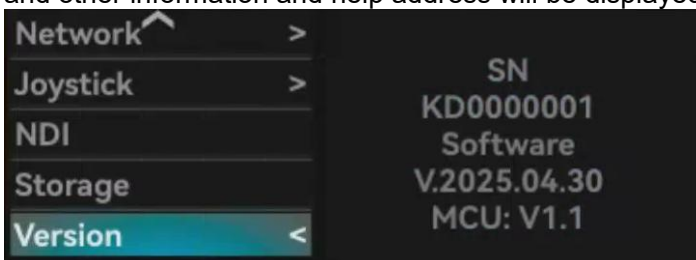 and other information and help address will be displayed
Network >
Joystick >
NDI
Storage
Version <
SN
KD0000001
Software
V.2025.04.30
MCU: V1.1